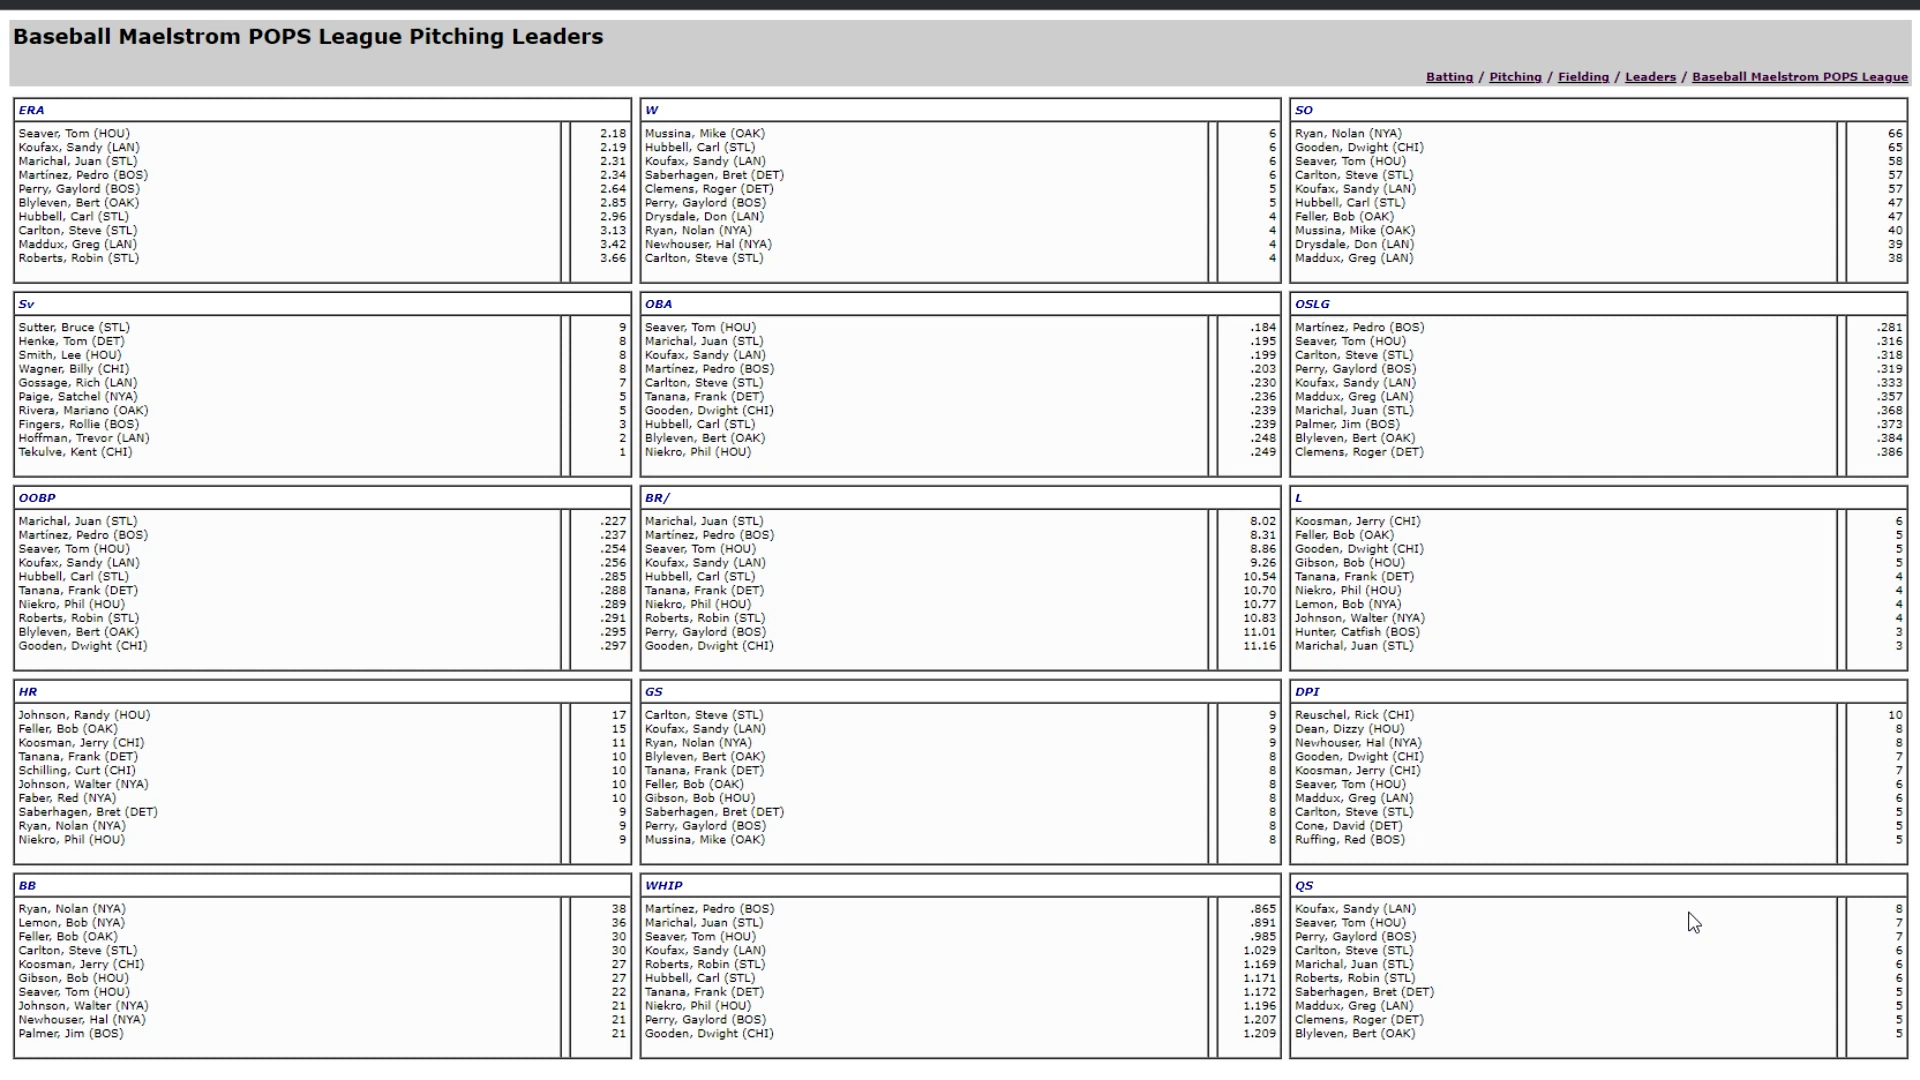 Baseball Maelstrom POPS League Pitching Leaders
Batting / Pitching / Fielding / Leaders / Baseball Maelstrom POPS League
ERA
Seaver, Tom (HOU) 2.18
Koufax, Sandy (LAN) 2.19
Marichal, Juan (STL) 2.31
Martínez, Pedro (BOS) 2.34
Perry, Gaylord (BOS) 2.64
Blyleven, Bert (OAK) 2.85
Hubbell, Carl (STL) 2.96
Carlton, Steve (STL) 3.13
Maddux, Greg (LAN) 3.42
Roberts, Robin (STL) 3.66
W
Mussina, Mike (OAK) 6
Hubbell, Carl (STL) 6
Koufax, Sandy (LAN) 6
Saberhagen, Bret (DET) 6
Clemens, Roger (DET) 5
Perry, Gaylord (BOS) 5
Drysdale, Don (LAN) 4
Ryan, Nolan (NYA) 4
Newhouser, Hal (NYA) 4
Carlton, Steve (STL) 4
SO
Ryan, Nolan (NYA) 66
Gooden, Dwight (CHI) 65
Seaver, Tom (HOU) 58
Carlton, Steve (STL) 57
Koufax, Sandy (LAN) 57
Hubbell, Carl (STL) 47
Feller, Bob (OAK) 47
Mussina, Mike (OAK) 40
Drysdale, Don (LAN) 39
Maddux, Greg (LAN) 38
Sv
Sutter, Bruce (STL) 9
Henke, Tom (DET) 8
Smith, Lee (HOU) 8
Wagner, Billy (CHI) 8
Gossage, Rich (LAN) 7
Paige, Satchel (NYA) 5
Rivera, Mariano (OAK) 5
Fingers, Rollie (BOS) 3
Hoffman, Trevor (LAN) 2
Tekulve, Kent (CHI) 1
OBA
Seaver, Tom (HOU) .184
Marichal, Juan (STL) .195
Koufax, Sandy (LAN) .199
Martínez, Pedro (BOS) .203
Carlton, Steve (STL) .230
Tanana, Frank (DET) .236
Gooden, Dwight (CHI) .239
Hubbell, Carl (STL) .239
Blyleven, Bert (OAK) .248
Niekro, Phil (HOU) .249
OSLG
Martínez, Pedro (BOS) .281
Seaver, Tom (HOU) .316
Carlton, Steve (STL) .318
Perry, Gaylord (BOS) .319
Koufax, Sandy (LAN) .333
Maddux, Greg (LAN) .357
Marichal, Juan (STL) .368
Palmer, Jim (BOS) .373
Blyleven, Bert (OAK) .384
Clemens, Roger (DET) .386
OOBP
Marichal, Juan (STL) .227
Martínez, Pedro (BOS) .237
Seaver, Tom (HOU) .254
Koufax, Sandy (LAN) .256
Hubbell, Carl (STL) .285
Tanana, Frank (DET) .288
Niekro, Phil (HOU) .289
Roberts, Robin (STL) .291
Blyleven, Bert (OAK) .295
Gooden, Dwight (CHI) .297
BR/
Marichal, Juan (STL) 8.02
Martínez, Pedro (BOS) 8.31
Seaver, Tom (HOU) 8.86
Koufax, Sandy (LAN) 9.26
Hubbell, Carl (STL) 10.54
Tanana, Frank (DET) 10.70
Niekro, Phil (HOU) 10.77
Roberts, Robin (STL) 10.83
Perry, Gaylord (BOS) 11.01
Gooden, Dwight (CHI) 11.16
L
Koosman, Jerry (CHI) 6
Feller, Bob (OAK) 5
Gooden, Dwight (CHI) 5
Gibson, Bob (HOU) 5
Tanana, Frank (DET) 4
Niekro, Phil (HOU) 4
Lemon, Bob (NYA) 4
Johnson, Walter (NYA) 4
Hunter, Catfish (BOS) 3
Marichal, Juan (STL) 3
HR
Johnson, Randy (HOU) 17
Feller, Bob (OAK) 15
Koosman, Jerry (CHI) 11
Tanana, Frank (DET) 10
Schilling, Curt (CHI) 10
Johnson, Walter (NYA) 10
Faber, Red (NYA) 10
Saberhagen, Bret (DET) 9
Ryan, Nolan (NYA) 9
Niekro, Phil (HOU) 9
GS
Carlton, Steve (STL) 9
Koufax, Sandy (LAN) 9
Ryan, Nolan (NYA) 9
Blyleven, Bert (OAK) 8
Tanana, Frank (DET) 8
Feller, Bob (OAK) 8
Gibson, Bob (HOU) 8
Saberhagen, Bret (DET) 8
Perry, Gaylord (BOS) 8
Mussina, Mike (OAK) 8
DPI
Reuschel, Rick (CHI) 10
Dean, Dizzy (HOU) 8
Newhouser, Hal (NYA) 8
Gooden, Dwight (CHI) 7
Koosman, Jerry (CHI) 7
Seaver, Tom (HOU) 6
Maddux, Greg (LAN) 6
Carlton, Steve (STL) 5
Cone, David (DET) 5
Ruffing, Red (BOS) 5
BB
Ryan, Nolan (NYA) 38
Lemon, Bob (NYA) 36
Feller, Bob (OAK) 30
Carlton, Steve (STL) 30
Koosman, Jerry (CHI) 27
Gibson, Bob (HOU) 27
Seaver, Tom (HOU) 22
Johnson, Walter (NYA) 21
Newhouser, Hal (NYA) 21
Palmer, Jim (BOS) 21
WHIP
Martínez, Pedro (BOS) .865
Marichal, Juan (STL) .891
Seaver, Tom (HOU) .985
Koufax, Sandy (LAN) 1.029
Roberts, Robin (STL) 1.169
Hubbell, Carl (STL) 1.171
Tanana, Frank (DET) 1.172
Niekro, Phil (HOU) 1.196
Perry, Gaylord (BOS) 1.207
Gooden, Dwight (CHI) 1.209
QS
Koufax, Sandy (LAN) 8
Seaver, Tom (HOU) 7
Perry, Gaylord (BOS) 7
Carlton, Steve (STL) 6
Marichal, Juan (STL) 6
Roberts, Robin (STL) 6
Saberhagen, Bret (DET) 5
Maddux, Greg (LAN) 5
Clemens, Roger (DET) 5
Blyleven, Bert (OAK) 5